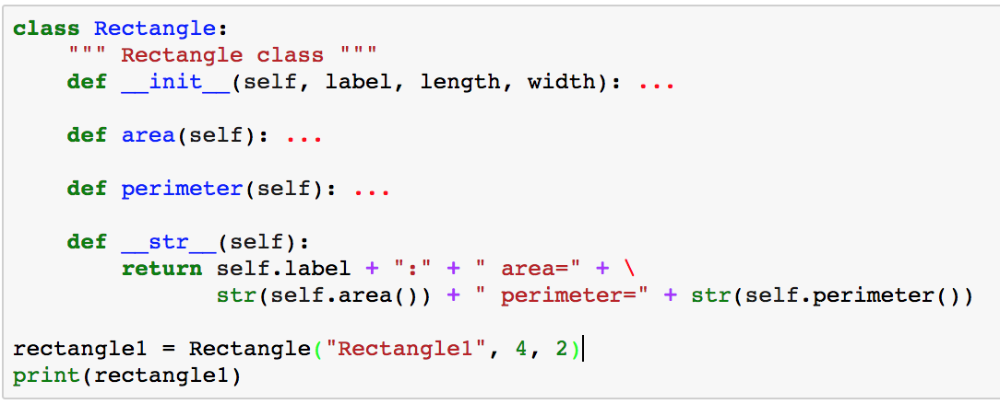 class Rectangle:
    """ Rectangle class """
    def __init__(self, label, length, width): ...
    def area(self): ...
    def perimeter(self): ...
    def __str__(self):
        return self.label + ":" + " area=" + \
               str(self.area()) + " perimeter=" + str(self.perimeter())
rectangle1 = Rectangle("Rectangle1", 4, 2)
print(rectangle1)